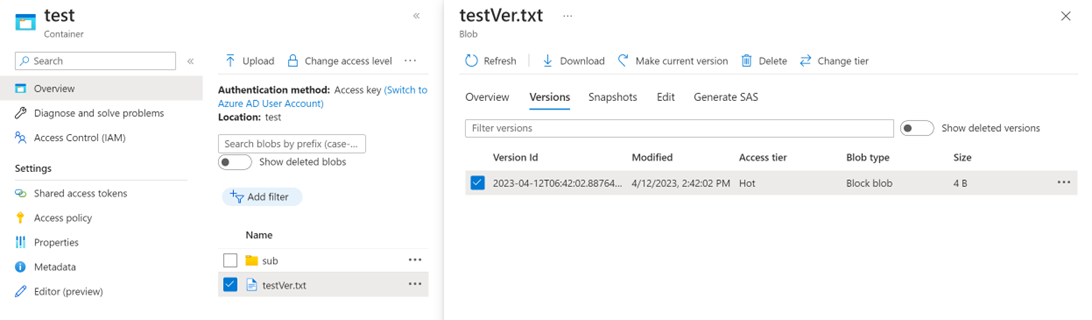 test
Container
Search
Overview
Diagnose and solve problems
Access Control (IAM)
Settings
Shared access tokens
Access policy
Properties
Metadata
Editor (preview)
Upload Change access level ...
Authentication method: Access key (Switch to
Azure AD User Account)
Location: test
Search blobs by prefix (case-...
Show deleted blobs
Add filter
Name
sub
testVer.txt
testVer.txt ...
Blob
Refresh Download Make current version Delete Change tier
Overview Versions Snapshots Edit Generate SAS
Filter versions Show deleted versions
Version Id Modified Access tier Blob type Size
2023-04-12T06:42:02.88764... 4/12/2023, 2:42:02 PM Hot Block blob 4 B